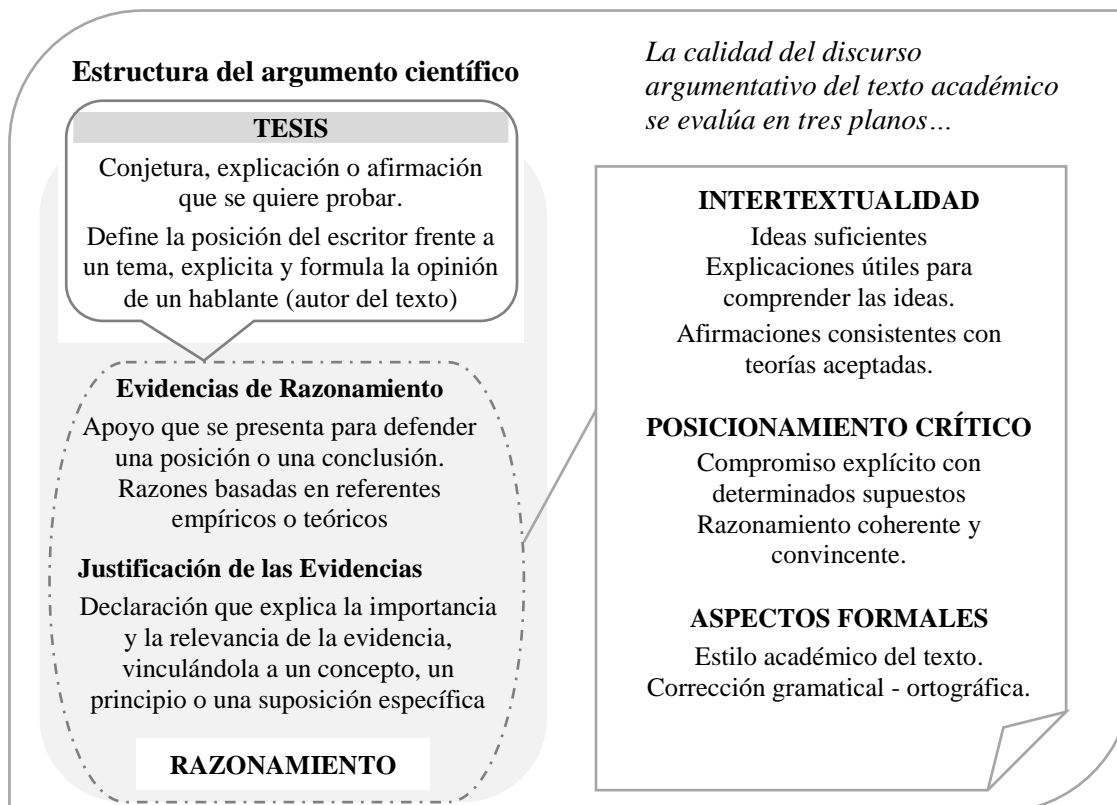 Estructura del argumento científico
TESIS
Conjetura, explicación o afirmación
que se quiere probar.
Define la posición del escritor frente a
un tema, explicita y formula la opinión
de un hablante (autor del texto)
Evidencias de Razonamiento
Apoyo que se presenta para defender
una posición o una conclusión.
Razones basadas en referentes
empíricos o teóricos
Justificación de las Evidencias
Declaración que explica la importancia
y la relevancia de la evidencia,
vinculándola a un concepto, un
principio o una suposición específica
RAZONAMIENTO
La calidad del discurso
argumentativo del texto académico
se evalúa en tres planos…
INTERTEXTUALIDAD
Ideas suficientes
Explicaciones útiles para
comprender las ideas.
Afirmaciones consistentes con
teorías aceptadas.
POSICIONAMIENTO CRÍTICO
Compromiso explícito con
determinados supuestos
Razonamiento coherente y
convincente.
ASPECTOS FORMALES
Estilo académico del texto.
Corrección gramatical - ortográfica.